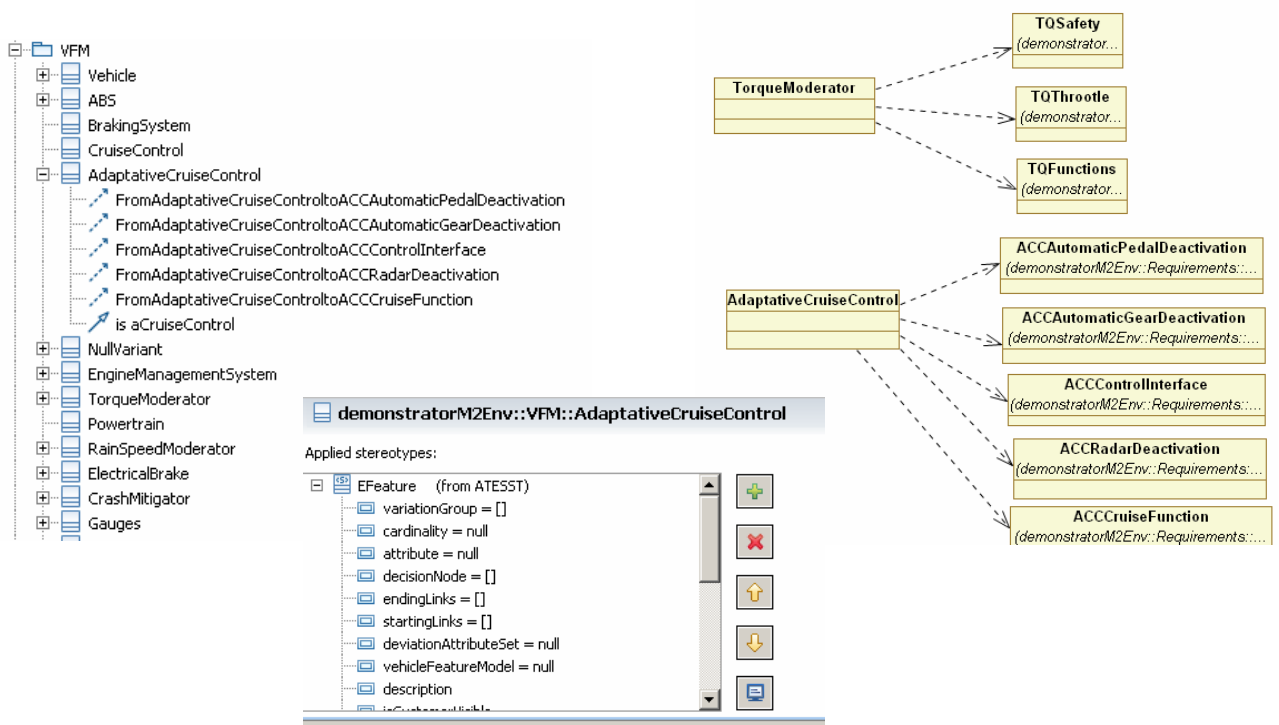 VFM
Vehicle
ABS
BrakingSystem
CruiseControl
AdaptativeCruiseControl
FromAdaptativeCruiseControltoACCAutomaticPedalDeactivation
FromAdaptativeCruiseControltoACCAutomaticGearDeactivation
FromAdaptativeCruiseControltoACCControlInterface
FromAdaptativeCruiseControltoACCRadarDeactivation
FromAdaptativeCruiseControltoACCCruiseFunction
is aCruiseControl
NullVariant
EngineManagementSystem
TorqueModerator
Powertrain
RainSpeedModerator
ElectricalBrake
CrashMitigator
Gauges
demonstratorM2Env::VFM::AdaptativeCruiseControl
Applied stereotypes:
EFeature (from ATESST)
variationGroup = []
cardinality = null
attribute = null
decisionNode = []
endingLinks = []
startingLinks = []
deviationAttributeSet = null
vehicleFeatureModel = null
description
TorqueModerator
TQSafety
(demonstrator...
TQThrootle
(demonstrator...
TQFunctions
(demonstrator...
AdaptativeCruiseControl
ACCAutomaticPedalDeactivation
(demonstratorM2Env::Requirements::...
ACCAutomaticGearDeactivation
(demonstratorM2Env::Requirements::...
ACCControlInterface
(demonstratorM2Env::Requirements::...
ACCRadarDeactivation
(demonstratorM2Env::Requirements::...
ACCCruiseFunction
(demonstratorM2Env::Requirements::...